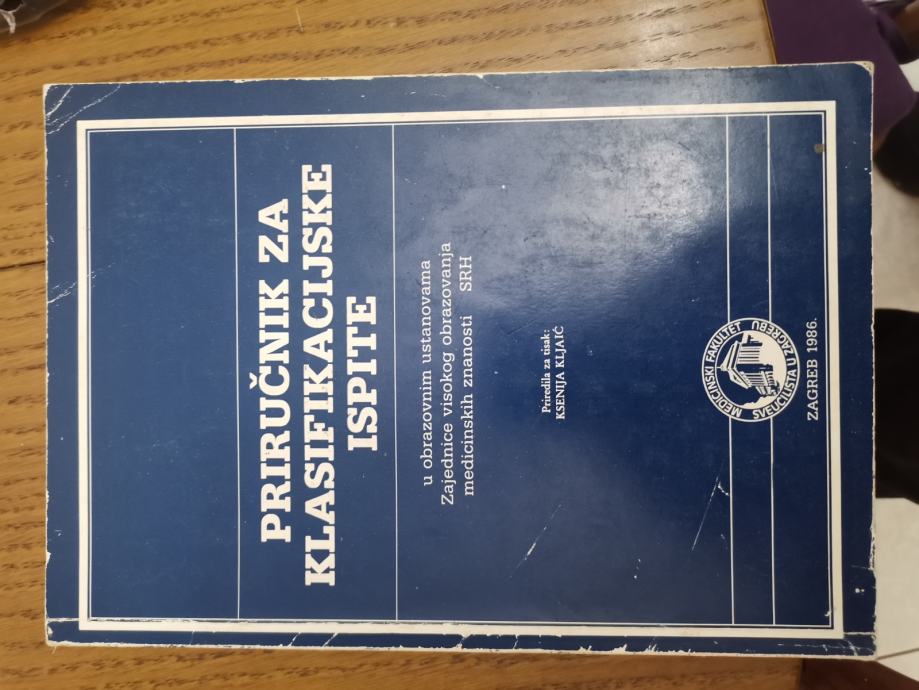 PRIRUČNIK ZA
KLASIFIKACIJSKE
ISPITE
u obrazovnim ustanovama
Zajednice visokog obrazovanja
medicinskih znanosti SRH
Priredila za tisak:
KSENIJA KLJAIĆ
MEDICINSKI FAKULTET
SVEUČILIŠTA U ZAGREBU
ZAGREB 1986.